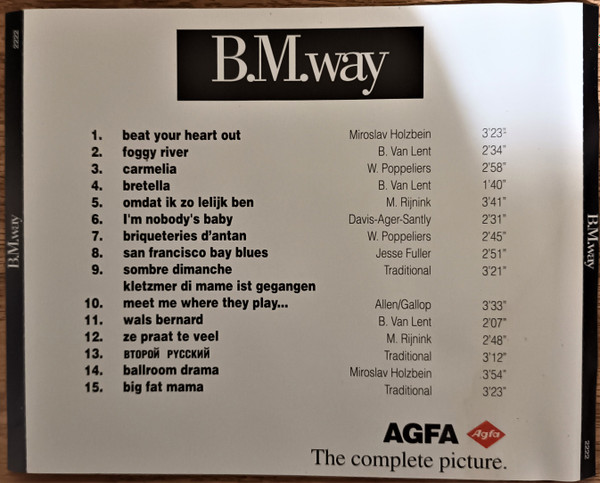 B.M.way
1. beat your heart out Miroslav Holzbein 3'23"
2. foggy river B. Van Lent 2'34"
3. carmelia W. Poppeliers 2'58"
4. bretella B. Van Lent 1'40"
5. omdat ik zo lelijk ben M. Rijnink 3'41"
6. I'm nobody's baby Davis-Ager-Santly 2'31"
7. briqueteries d'antan W. Poppeliers 2'45"
8. san francisco bay blues Jesse Fuller 2'51"
9. sombre dimanche Traditional 3'21"
kletzmer di mame ist gegangen
10. meet me where they play... Allen/Gallop 3'33"
11. wals bernard B. Van Lent 2'07"
12. ze praat te veel M. Rijnink 2'48"
13. ВТОРОЙ РУССКИЙ Traditional 3'12"
14. ballroom drama Miroslav Holzbein 3'54"
15. big fat mama Traditional 3'23"
AGFA Agfa
The complete picture.
2222
B.M.way
B.M.way
2222